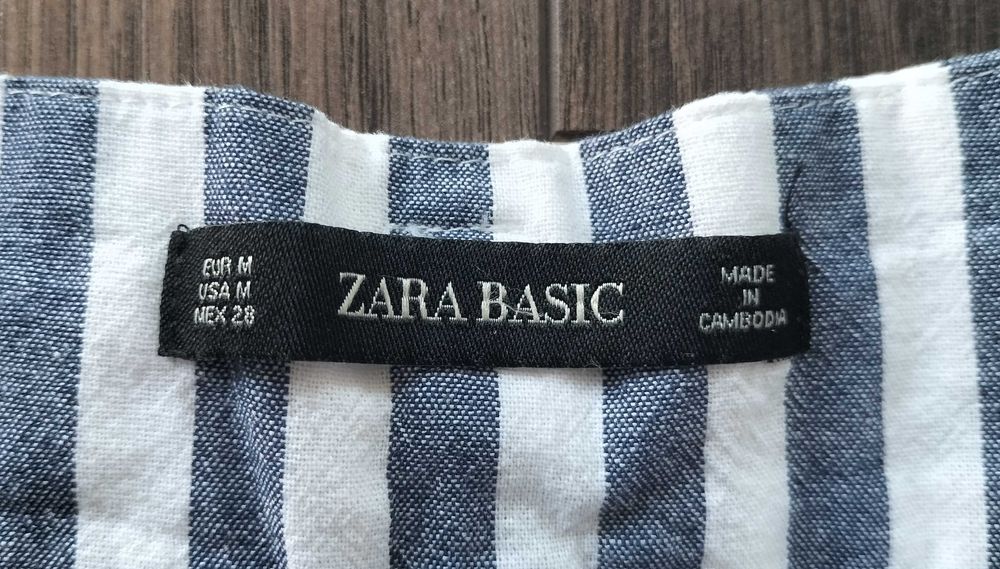 EUR M
USA M
MEX 28
ZARA BASIC
MADE
IN
CAMBODIA